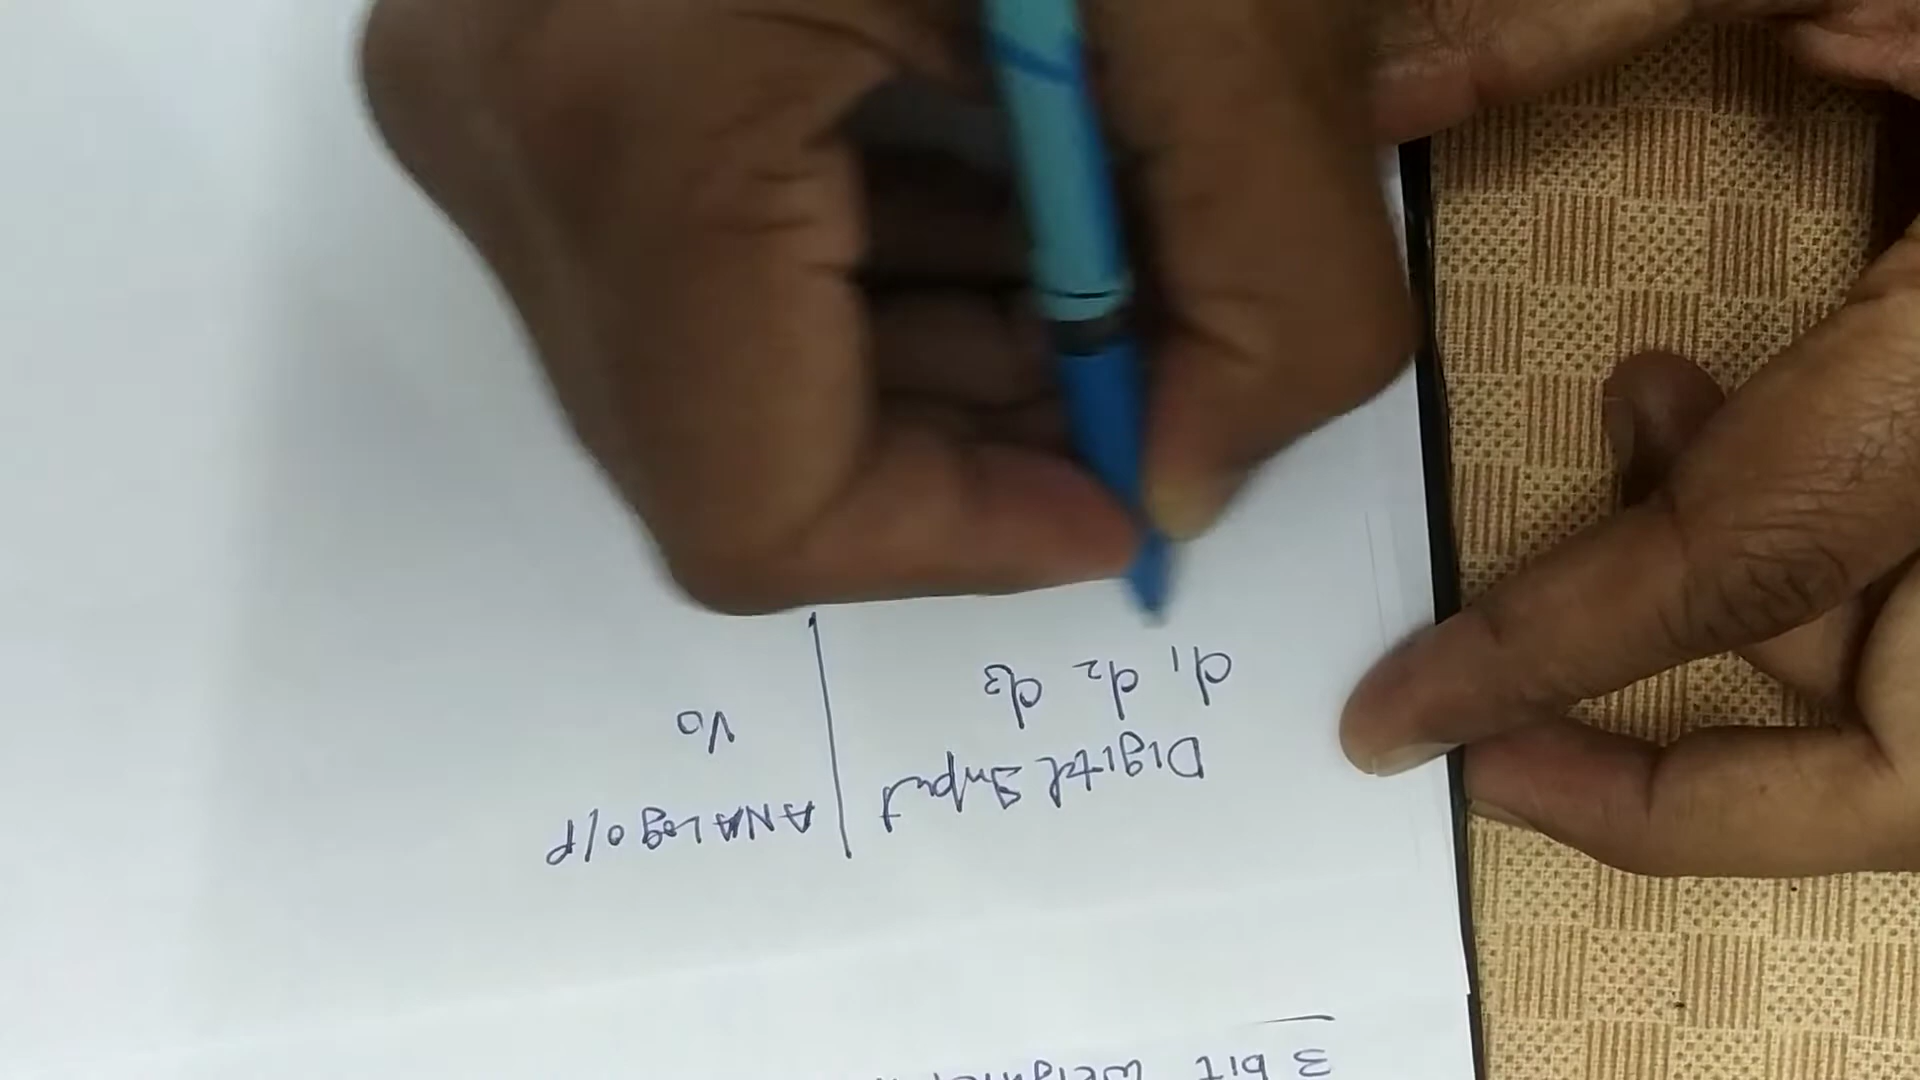 3 bit
Digital Input | ANALog O/P
d1 d2 d3 | Vo